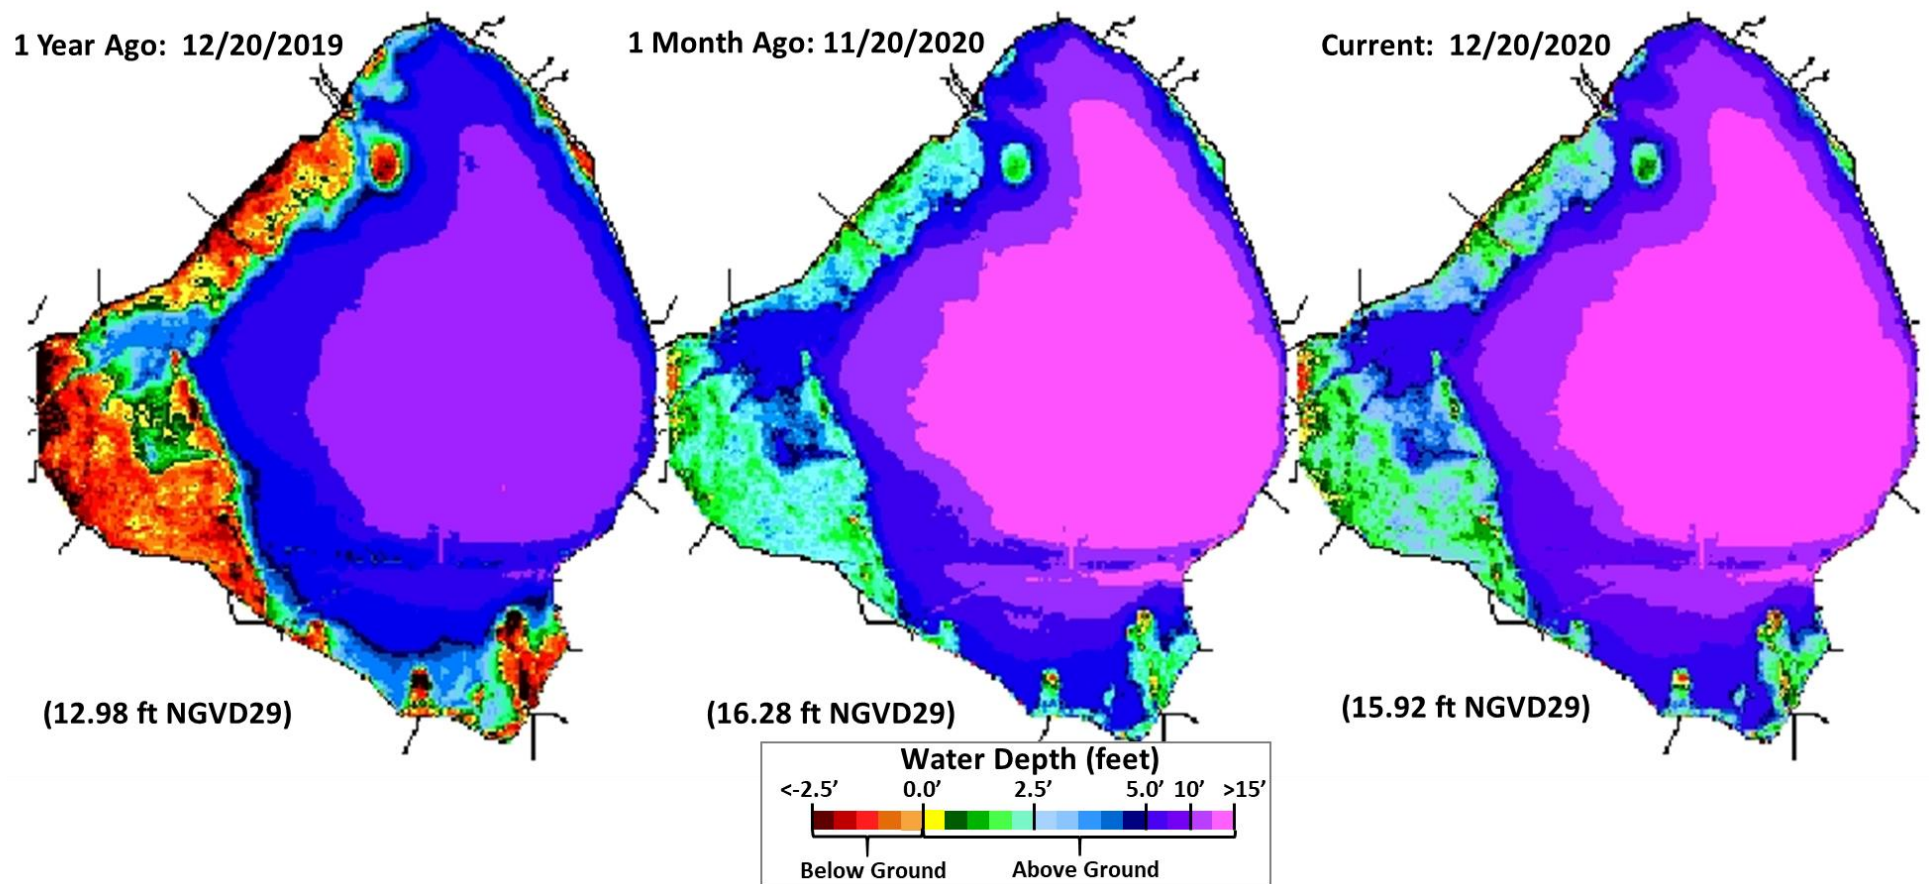 1 Year Ago: 12/20/2019
1 Month Ago: 11/20/2020
Current: 12/20/2020
(12.98 ft NGVD29)
(16.28 ft NGVD29)
(15.92 ft NGVD29)
Water Depth (feet)
<-2.5’ 0.0’ 2.5’ 5.0’ 10’ >15’
Below Ground Above Ground